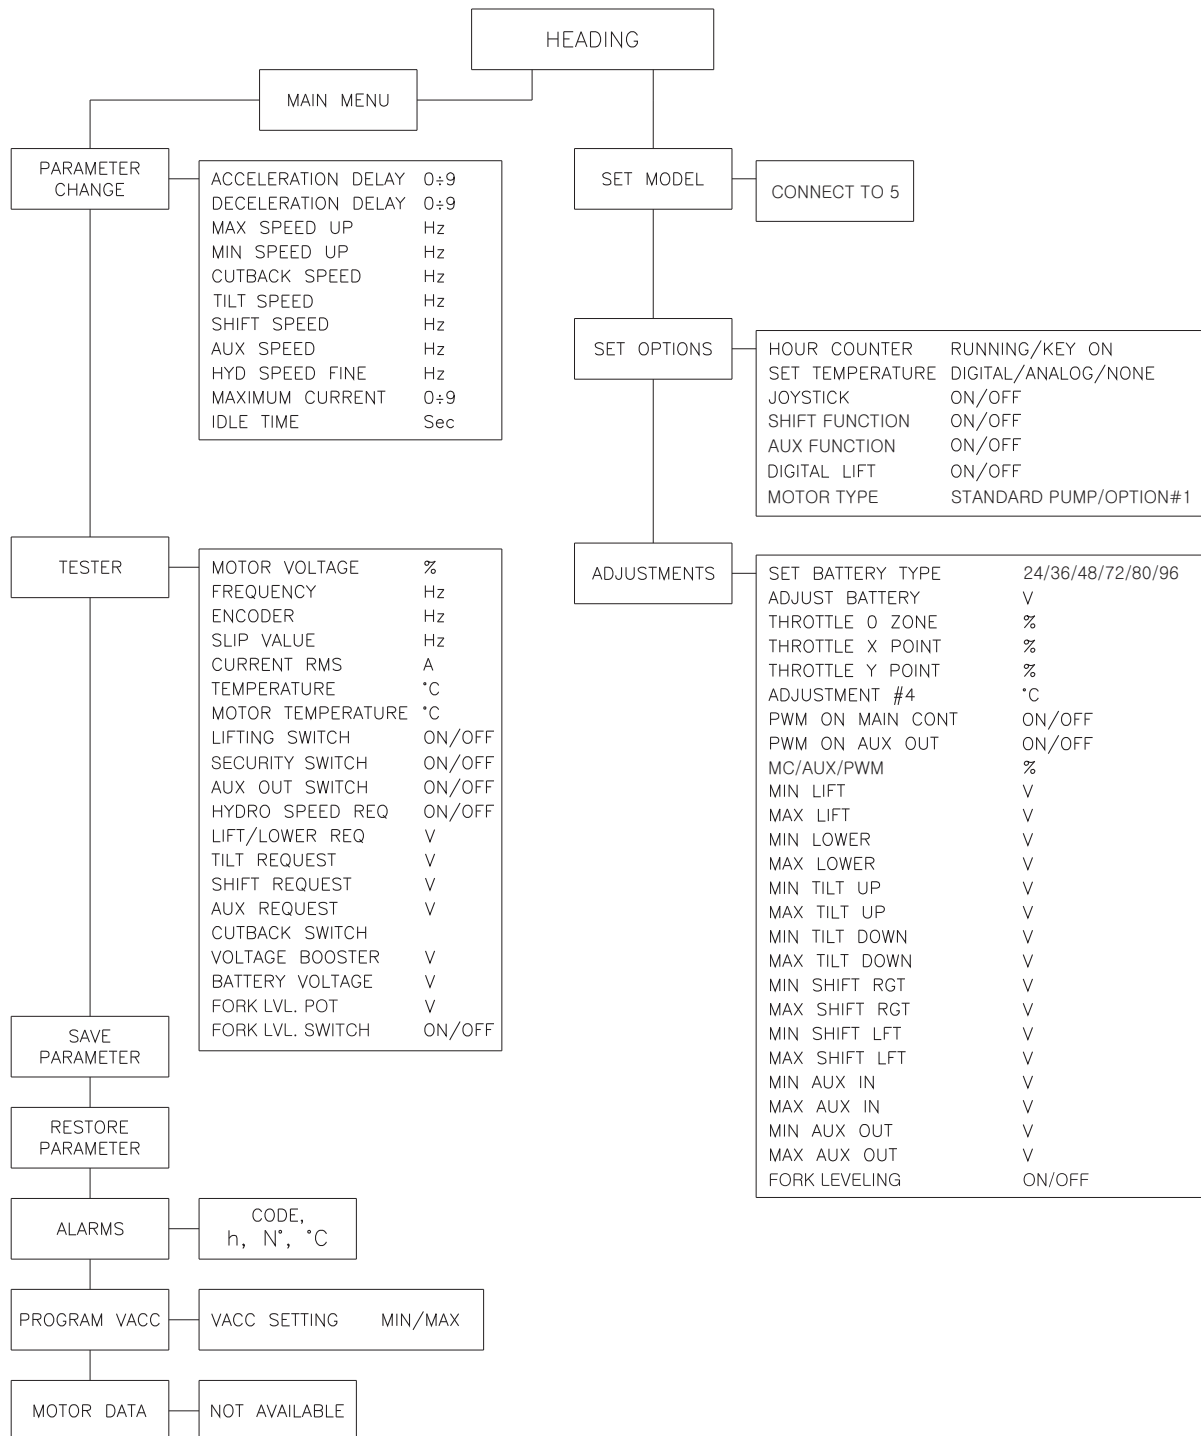 HEADING
MAIN MENU
PARAMETER
CHANGE
ACCELERATION DELAY 0÷9
DECELERATION DELAY 0÷9
MAX SPEED UP Hz
MIN SPEED UP Hz
CUTBACK SPEED Hz
TILT SPEED Hz
SHIFT SPEED Hz
AUX SPEED Hz
HYD SPEED FINE Hz
MAXIMUM CURRENT 0÷9
IDLE TIME Sec
TESTER
MOTOR VOLTAGE %
FREQUENCY Hz
ENCODER Hz
SLIP VALUE Hz
CURRENT RMS A
TEMPERATURE °C
MOTOR TEMPERATURE °C
LIFTING SWITCH ON/OFF
SECURITY SWITCH ON/OFF
AUX OUT SWITCH ON/OFF
HYDRO SPEED REQ ON/OFF
LIFT/LOWER REQ V
TILT REQUEST V
SHIFT REQUEST V
AUX REQUEST V
CUTBACK SWITCH
VOLTAGE BOOSTER V
BATTERY VOLTAGE V
FORK LVL. POT V
FORK LVL. SWITCH ON/OFF
SAVE
PARAMETER
RESTORE
PARAMETER
ALARMS
CODE,
h, N°, °C
PROGRAM VACC
VACC SETTING MIN/MAX
MOTOR DATA
NOT AVAILABLE
SET MODEL
CONNECT TO 5
SET OPTIONS
HOUR COUNTER RUNNING/KEY ON
SET TEMPERATURE DIGITAL/ANALOG/NONE
JOYSTICK ON/OFF
SHIFT FUNCTION ON/OFF
AUX FUNCTION ON/OFF
DIGITAL LIFT ON/OFF
MOTOR TYPE STANDARD PUMP/OPTION#1
ADJUSTMENTS
SET BATTERY TYPE 24/36/48/72/80/96
ADJUST BATTERY V
THROTTLE 0 ZONE %
THROTTLE X POINT %
THROTTLE Y POINT %
ADJUSTMENT #4 °C
PWM ON MAIN CONT ON/OFF
PWM ON AUX OUT ON/OFF
MC/AUX/PWM %
MIN LIFT V
MAX LIFT V
MIN LOWER V
MAX LOWER V
MIN TILT UP V
MAX TILT UP V
MIN TILT DOWN V
MAX TILT DOWN V
MIN SHIFT RGT V
MAX SHIFT RGT V
MIN SHIFT LFT V
MAX SHIFT LFT V
MIN AUX IN V
MAX AUX IN V
MIN AUX OUT V
MAX AUX OUT V
FORK LEVELING ON/OFF